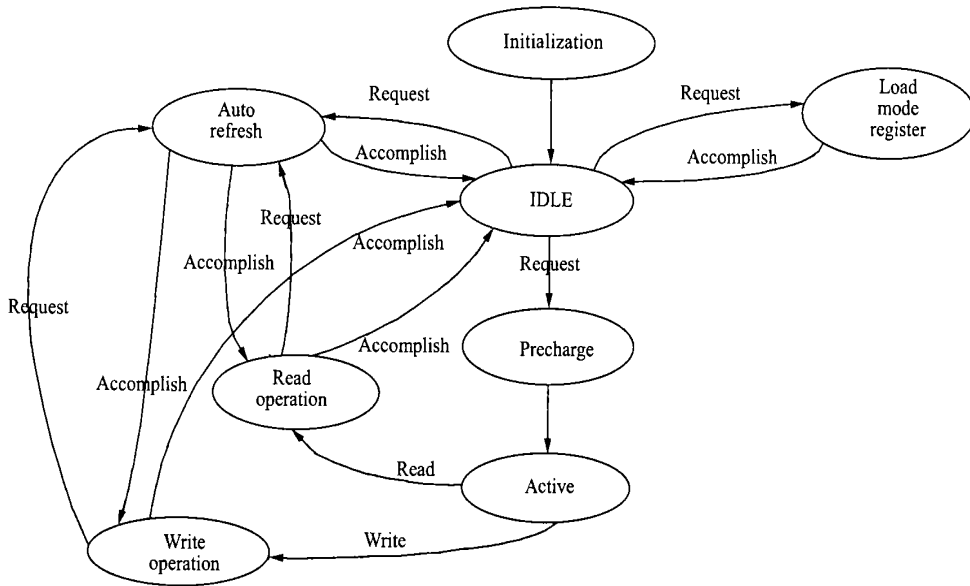 Initialization
Load
mode
register
Request
Request
Auto
refresh
Accomplish
Accomplish
IDLE
Request
Accomplish
Accomplish
Request
Request
Accomplish
Precharge
Accomplish
Read
operation
Read
Active
Write
Write
operation